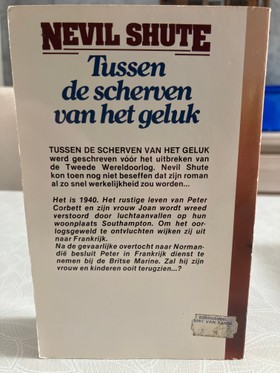 NEVIL SHUTE
Tussen
de scherven
van het geluk
TUSSEN DE SCHERVEN VAN HET GELUK
werd geschreven vóór het uitbreken van
de Tweede Wereldoorlog. Nevil Shute
kon toen nog niet beseffen dat zijn roman
al zo snel werkelijkheid zou worden...
Het is 1940. Het rustige leven van Peter
Corbett en zijn vrouw Joan wordt wreed
verstoord door luchtaanvallen op hun
woonplaats Southampton. Om het oor-
logsgeweld te ontvluchten wijken zij uit
naar Frankrijk.
Na de gevaarlijke overtocht naar Norman-
dië besluit Peter in Frankrijk dienst te
nemen bij de Britse Marine. Zal hij zijn
vrouw en kinderen ooit terugzien...?